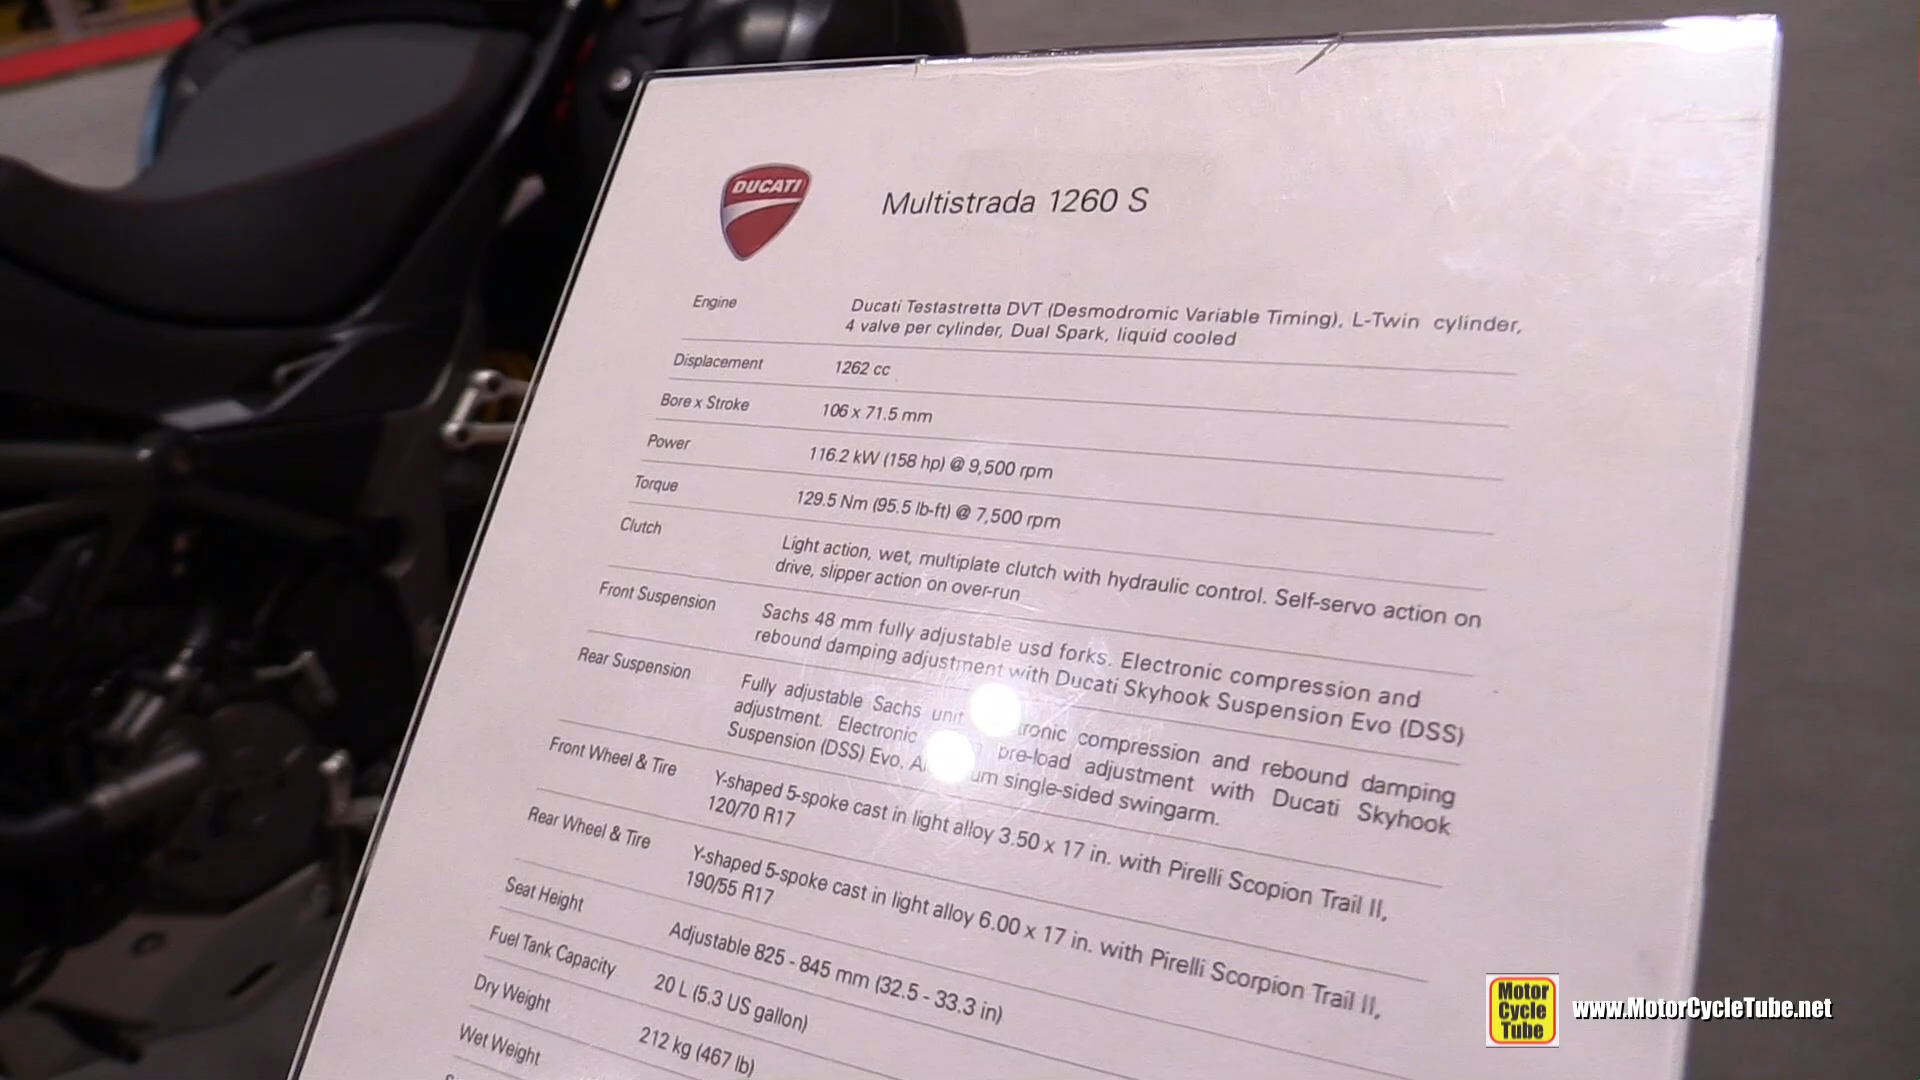 DUCATI
Multistrada 1260 S
Engine
Ducati Testastretta DVT (Desmodromic Variable Timing), L-Twin cylinder,
4 valve per cylinder, Dual Spark, liquid cooled
Displacement
1262 cc
Bore x Stroke
106 x 71.5 mm
Power
116.2 kW (158 hp) @ 9,500 rpm
Torque
129.5 Nm (95.5 lb-ft) @ 7,500 rpm
Clutch
Light action, wet, multiplate clutch with hydraulic control. Self-servo action on
drive, slipper action on over-run
Front Suspension
Sachs 48 mm fully adjustable usd forks. Electronic compression and
rebound damping adjustment with Ducati Skyhook Suspension Evo (DSS)
Rear Suspension
Fully adjustable Sachs unit compression and rebound damping
adjustment. Electronic pre-load adjustment with Ducati Skyhook
Suspension (DSS) Evo. single-sided swingarm.
Front Wheel & Tire
Y-shaped 5-spoke cast in light alloy 3.50 x 17 in. with Pirelli Scopion Trail II,
120/70 R17
Rear Wheel & Tire
Y-shaped 5-spoke cast in light alloy 6.00 x 17 in. with Pirelli Scorpion Trail II,
190/55 R17
Seat Height
Adjustable 825 - 845 mm (32.5 - 33.3 in)
Fuel Tank Capacity
20 L (5.3 US gallon)
Dry Weight
212 kg (467 lb)
Wet Weight
Motor
Cycle
Tube
www.MotorCycleTube.net